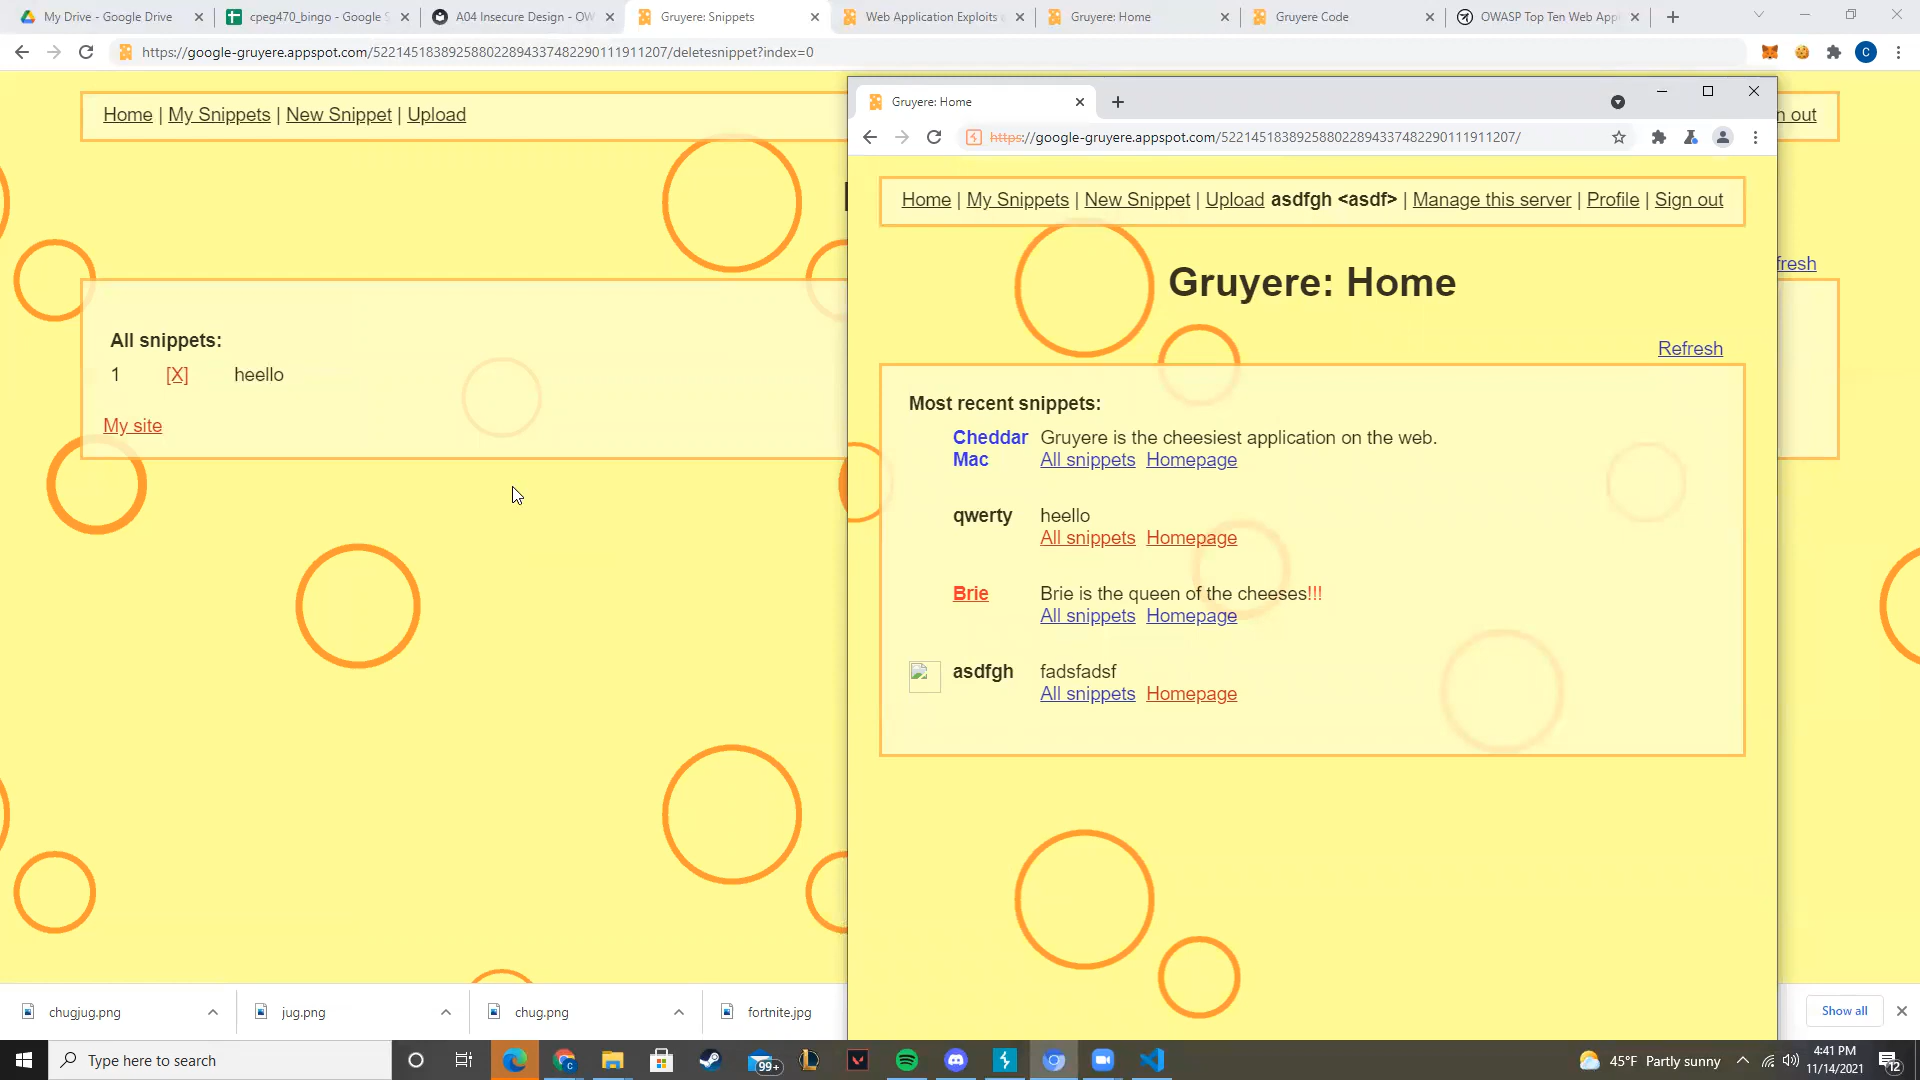 My Drive - Google Drive
cpeg470_bingo - Google S
A04 Insecure Design - OW
Gruyere: Snippets
Web Application Exploits
Gruyere: Home
Gruyere Code
OWASP Top Ten Web App
https://google-gruyere.appspot.com/522145183892588022894337482290111911207/deletesnippet?index=0
C
Home | My Snippets | New Snippet | Upload
n out
fresh
All snippets:
1 [X] heello
My site
Gruyere: Home
https://google-gruyere.appspot.com/522145183892588022894337482290111911207/
Home | My Snippets | New Snippet | Upload asdfgh <asdf> | Manage this server | Profile | Sign out
Gruyere: Home
Refresh
Most recent snippets:
Cheddar Gruyere is the cheesiest application on the web.
Mac All snippets Homepage
qwerty heello
All snippets Homepage
Brie Brie is the queen of the cheeses!!!
All snippets Homepage
asdfgh fadsfadsf
All snippets Homepage
chugjug.png
jug.png
chug.png
fortnite.jpg
Show all
Type here to search
99+
45°F Partly sunny
4:41 PM
11/14/2021
12